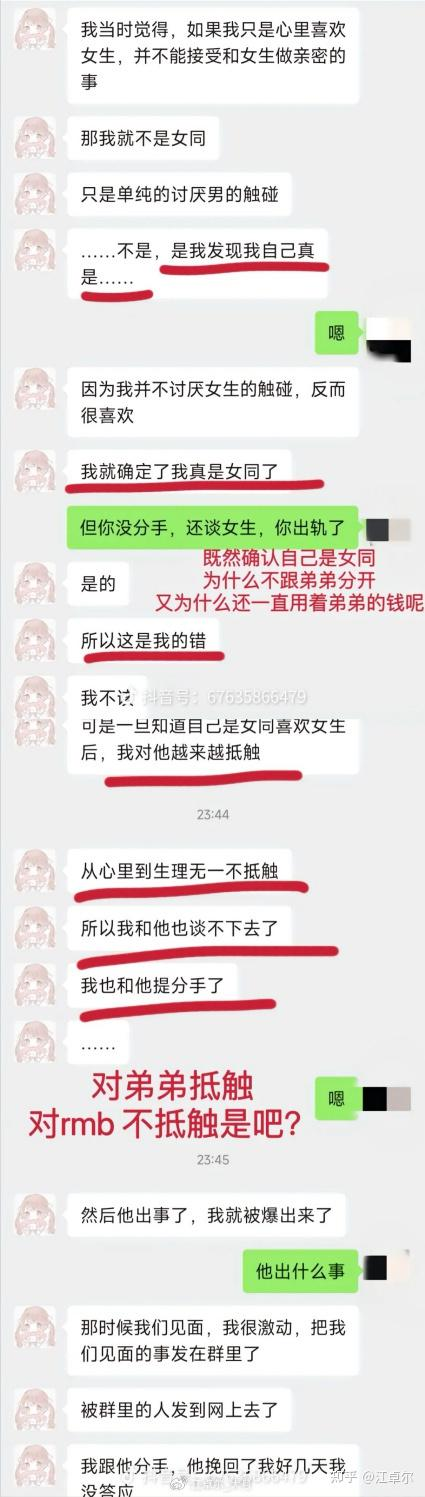 我当时觉得，如果我只是心里喜欢
女生，并不能接受和女生做亲密的
事
那我就不是女同
只是单纯的讨厌男的触碰
……不是，是我发现我自己真
是……
嗯
因为我并不讨厌女生的触碰，反而
很喜欢
我就确定了我真是女同了
但你没分手，还谈女生，你出轨了
既然确认自己是女同
为什么不跟弟弟分开
又为什么还一直用着弟弟的钱呢
是的
所以这是我的错
我不该
抖音号：67635866479
可是一旦知道自己是女同喜欢女生
后，我对他越来越抵触
23:44
从心里到生理无一不抵触
所以我和他也谈不下去了
我也和他提分手了
……
对弟弟抵触
对rmb 不抵触是吧？
嗯
23:45
然后他出事了，我就被爆出来了
他出什么事
那时候我们见面，我很激动，把我
们见面的事发在群里了
被群里的人发到网上去了
我跟他分手，他挽回了我好几天我
没答应
知乎 @江卓尔